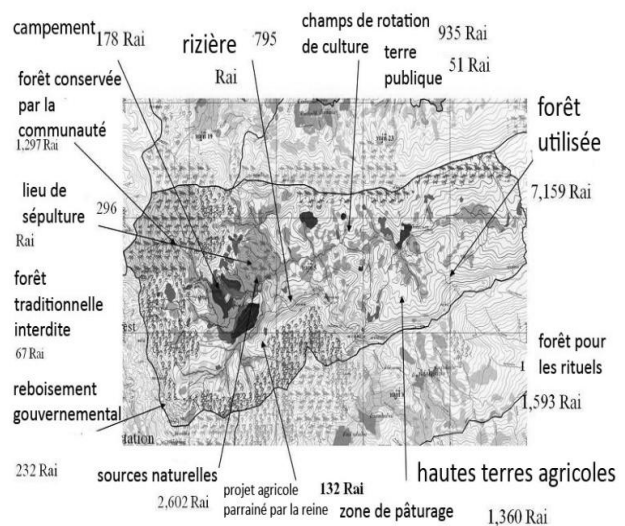 campement
178 Rai
rizière
795
Rai
champs de rotation
de culture
935 Rai
terre
publique
51 Rai
forêt conservée
par la
communauté
1,297 Rai
forêt
utilisée
7,159 Rai
lieu de
sépulture
296
Rai
forêt
traditionnelle
interdite
67 Rai
forêt pour
les rituels
1,593 Rai
reboisement
gouvernemental
tation
232 Rai
sources naturelles
2,602 Rai
projet agricole
parrainé par la reine
132 Rai
zone de pâturage
hautes terres agricoles
1,360 Rai